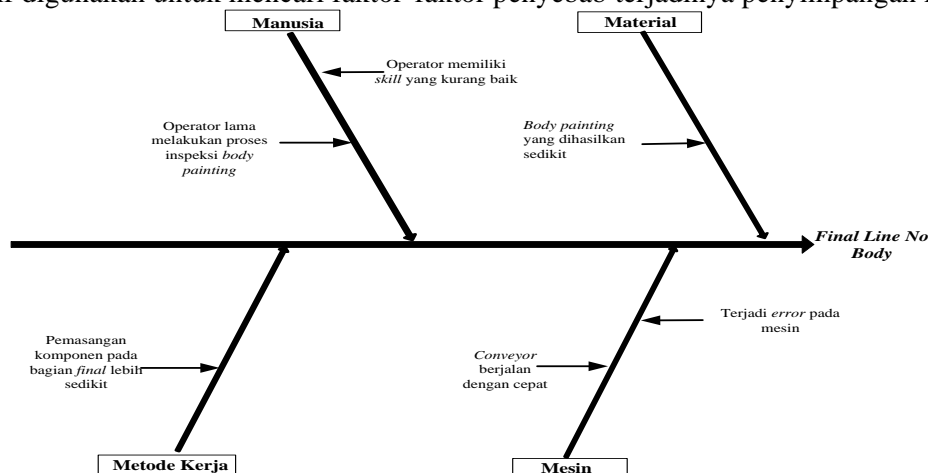 digunakan untuk mencari faktor-faktor penyebab terjadinya penyimpangan
Manusia
Material
Operator memiliki
skill yang kurang baik
Operator lama
melakukan proses
inspeksi body
painting
Body painting
yang dihasilkan
sedikit
Final Line No
Body
Terjadi error pada
mesin
Pemasangan
komponen pada
bagian final lebih
sedikit
Conveyor
berjalan
dengan cepat
Metode Kerja
Mesin